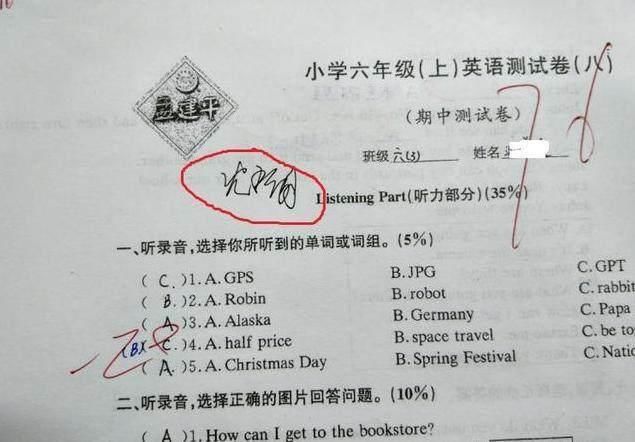 小学六年级(上)英语测试卷(八)
孟建平
76
(期中测试卷)
班级 六(3) 姓名
Listening Part(听力部分)(35%)
一、听录音,选择你所听到的单词或词组。(5%)
( C. )1. A. GPS B. JPG C. GPT
( B. )2. A. Robin B. robot C. rabbit
( A )3. A. Alaska B. Germany C. Papa
(B) ( C. )4. A. half price B. space travel C. be to
( A. )5. A. Christmas Day B. Spring Festival C. Natio
二、听录音,选择正确的图片回答问题。(10%)
( A )1. How can I get to the bookstore?